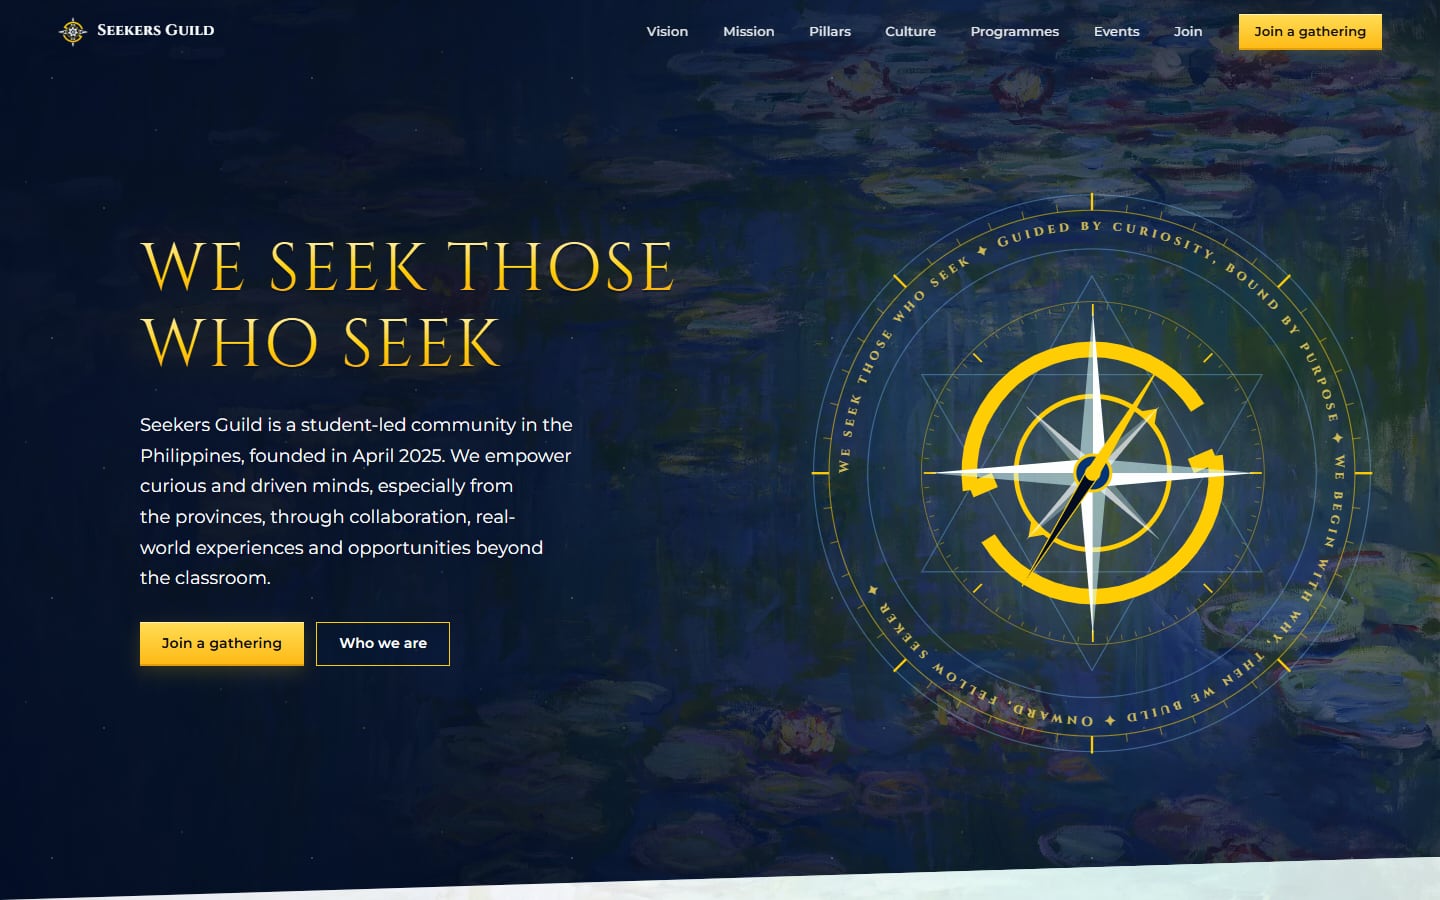 SEEKERS GUILD
Vision
Mission
Pillars
Culture
Programmes
Events
Join
Join a gathering
WE SEEK THOSE
WHO SEEK
Seekers Guild is a student-led community in the
Philippines, founded in April 2025. We empower
curious and driven minds, especially from
the provinces, through collaboration, real-
world experiences and opportunities beyond
the classroom.
Join a gathering
Who we are
WE SEEK THOSE WHO SEEK ✦ GUIDED BY CURIOSITY, BOUND BY PURPOSE ✦ WE BEGIN WITH WHY, THEN WE BUILD ✦ ONWARD, FELLOW SEEKER ✦